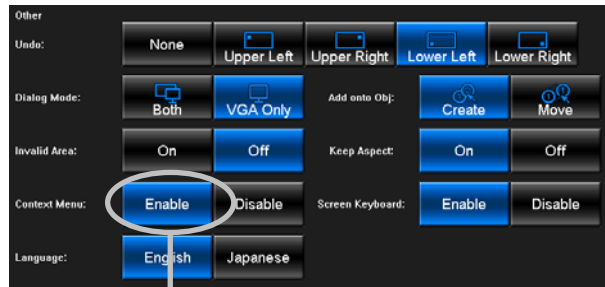 Other
Undo: None Upper Left Upper Right Lower Left Lower Right
Dialog Mode: Both VGA Only Add onto Obj: Create Move
Invalid Area: On Off Keep Aspect: On Off
Context Menu: Enable Disable Screen Keyboard: Enable Disable
Language: English Japanese